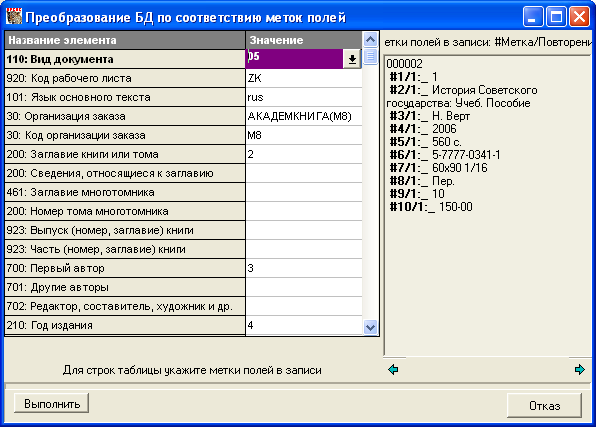 Преобразование БД по соответствию меток полей
Название элемента Значение
110: Вид документа 05
920: Код рабочего листа ZK
101: Язык основного текста rus
30: Организация заказа АКАДЕМКНИГА(М8)
30: Код организации заказа М8
200: Заглавие книги или тома 2
200: Сведения, относящиеся к заглавию
461: Заглавие многотомника
200: Номер тома многотомника
923: Выпуск (номер, заглавие) книги
923: Часть (номер, заглавие) книги
700: Первый автор 3
701: Другие авторы
702: Редактор, составитель, художник и др.
210: Год издания 4
Для строк таблицы укажите метки полей в записи
етки полей в записи: #Метка/Повторени
000002
#1/1:_ 1
#2/1:_ История Советского
государства: Учеб. Пособие
#3/1:_ Н. Верт
#4/1:_ 2006
#5/1:_ 560 с.
#6/1:_ 5-7777-0341-1
#7/1:_ 60x90 1/16
#8/1:_ Пер.
#9/1:_ 10
#10/1:_ 150-00
Выполнить
Отказ